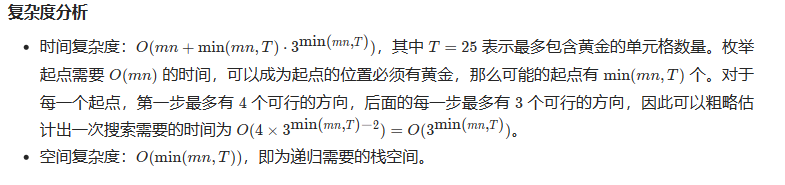 复杂度分析
• 时间复杂度：O(mn + min(mn, T) · 3^min(mn,T))，其中 T = 25 表示最多包含黄金的单元格数量。枚举
起点需要 O(mn) 的时间，可以成为起点的位置必须有黄金，那么可能的起点有 min(mn, T) 个。对于
每一个起点，第一步最多有 4 个可行的方向，后面的每一步最多有 3 个可行的方向，因此可以粗略估
计出一次搜索需要的时间为 O(4 × 3^min(mn,T)−2) = O(3^min(mn,T))。
• 空间复杂度：O(min(mn, T))，即为递归需要的栈空间。